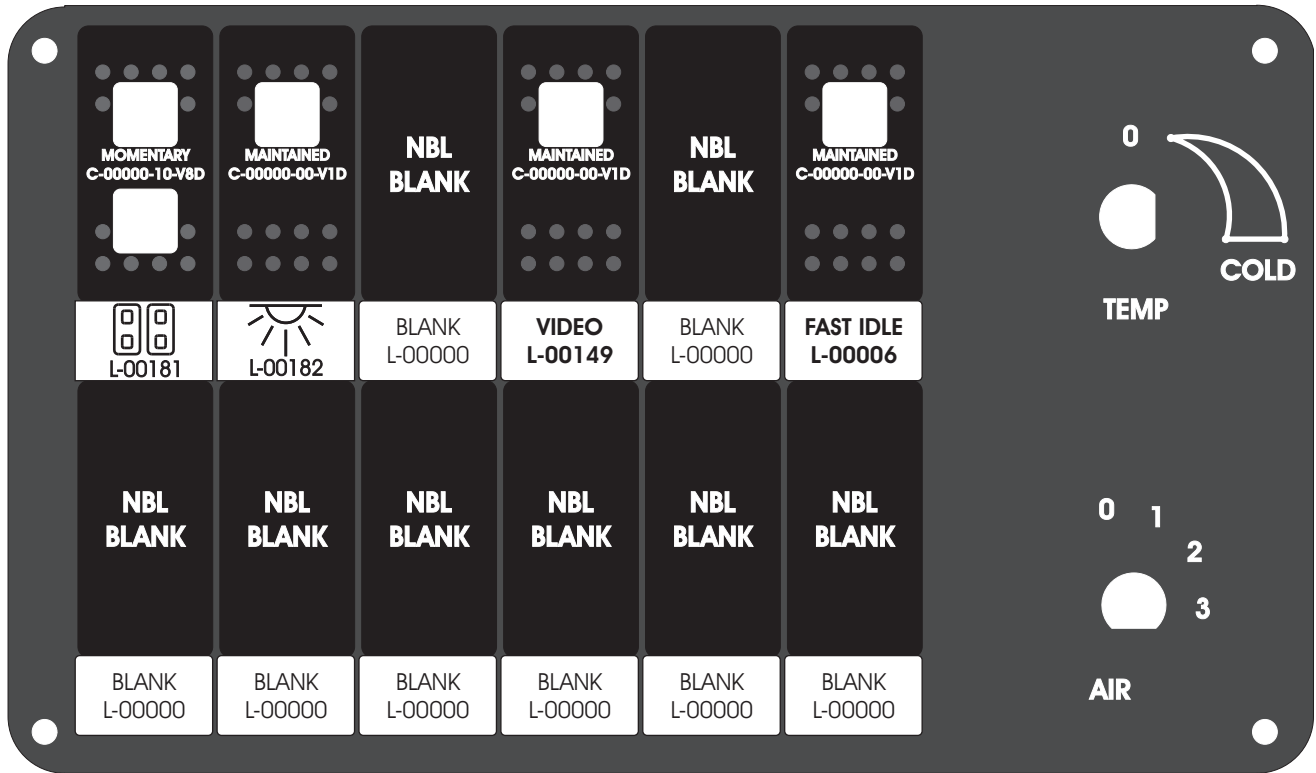 MOMENTARY
C-00000-10-V8D
MAINTAINED
C-00000-00-V1D
NBL
BLANK
MAINTAINED
C-00000-00-V1D
NBL
BLANK
MAINTAINED
C-00000-00-V1D
L-00181
L-00182
BLANK
L-00000
VIDEO
L-00149
BLANK
L-00000
FAST IDLE
L-00006
NBL
BLANK
NBL
BLANK
NBL
BLANK
NBL
BLANK
NBL
BLANK
NBL
BLANK
BLANK
L-00000
BLANK
L-00000
BLANK
L-00000
BLANK
L-00000
BLANK
L-00000
BLANK
L-00000
0
COLD
TEMP
0
1
2
3
AIR